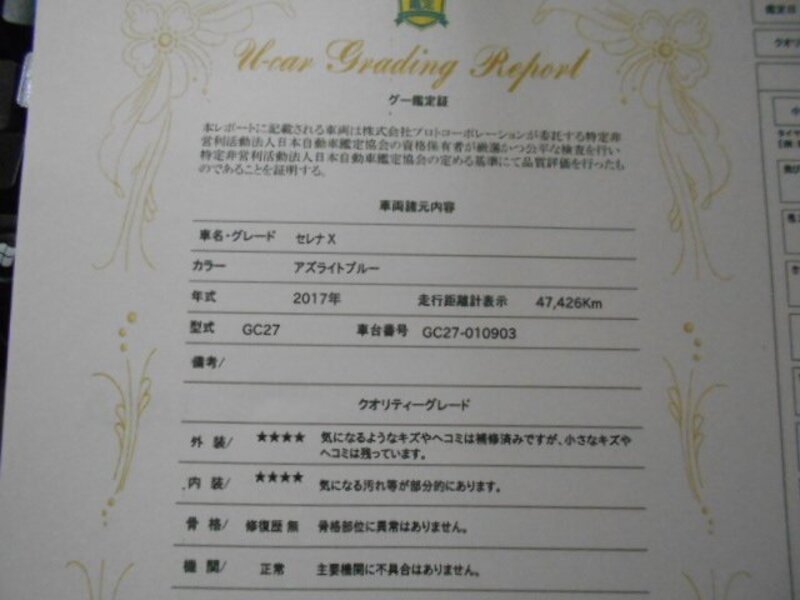 U-car Grading Report
グー鑑定証
本レポートに記載される車両は株式会社プロトコーポレーションが委託する特定非
営利活動法人日本自動車鑑定協会の資格保有者が厳選かつ公平な検査を行い
特定非営利活動法人日本自動車鑑定協会の定める基準にて品質評価を行ったも
のであることを証明する。
車両諸元内容
車名・グレード セレナX
カラー アズライトブルー
年式 2017年 走行距離計表示 47,426Km
型式 GC27 車台番号 GC27-010903
備考/
クオリティーグレード
外 装/ ★★★★ 気になるようなキズやヘコミは補修済みですが、小さなキズや
ヘコミは残っています。
内 装/ ★★★★ 気になる汚れ等が部分的にあります。
骨 格/ 修復歴 無 骨格部位に異常はありません。
機 関/ 正常 主要機関に不具合はありません。
鑑定日
クオリ